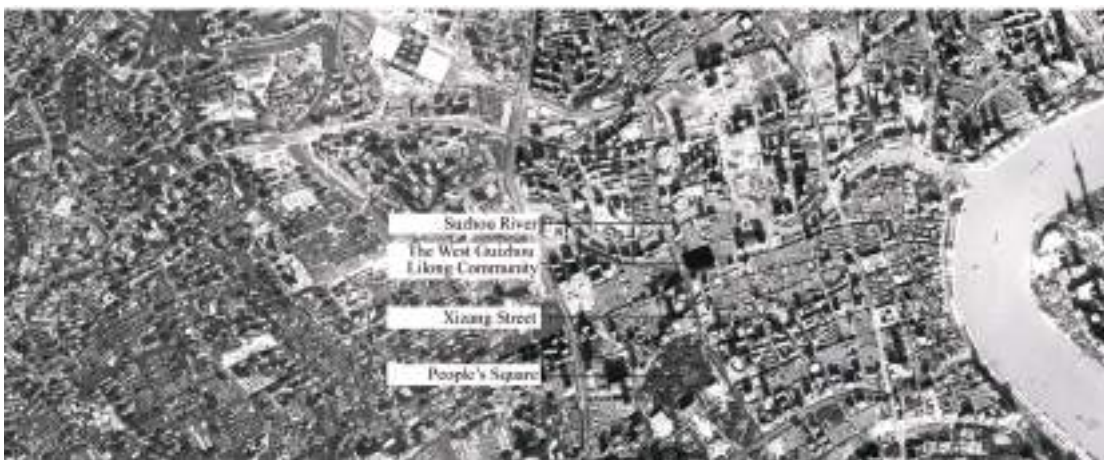 Suzhou River
The West Guizhou
Lilong Community
Xizang Street
People's Square